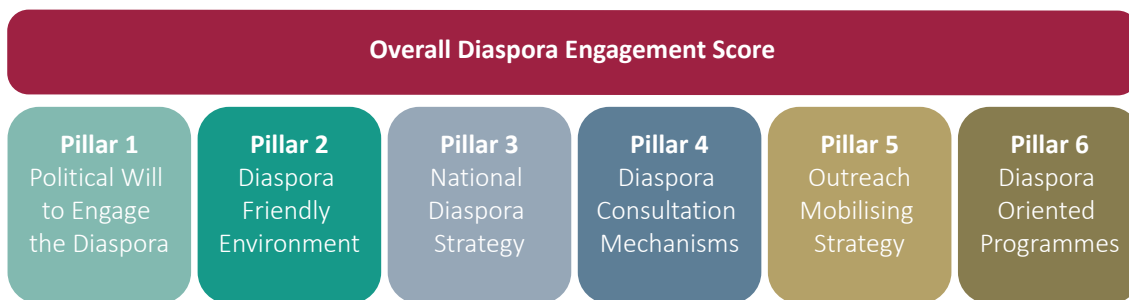 Overall Diaspora Engagement Score
Pillar 1
Political Will
to Engage
the Diaspora
Pillar 2
Diaspora
Friendly
Environment
Pillar 3
National
Diaspora
Strategy
Pillar 4
Diaspora
Consultation
Mechanisms
Pillar 5
Outreach
Mobilising
Strategy
Pillar 6
Diaspora
Oriented
Programmes